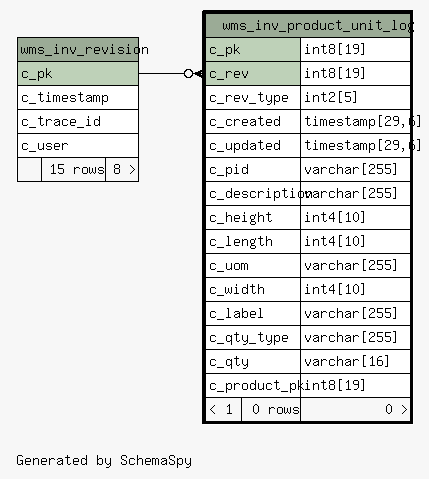 wms_inv_revision
c_pk
c_timestamp
c_trace_id
c_user
15 rows 8 >
wms_inv_product_unit_log
c_pk int8[19]
c_rev int8[19]
c_rev_type int2[5]
c_created timestamp[29,6]
c_updated timestamp[29,6]
c_pid varchar[255]
c_description varchar[255]
c_height int4[10]
c_length int4[10]
c_uom varchar[255]
c_width int4[10]
c_label varchar[255]
c_qty_type varchar[255]
c_qty varchar[16]
c_product_pk int8[19]
< 1 0 rows 0 >
Generated by SchemaSpy